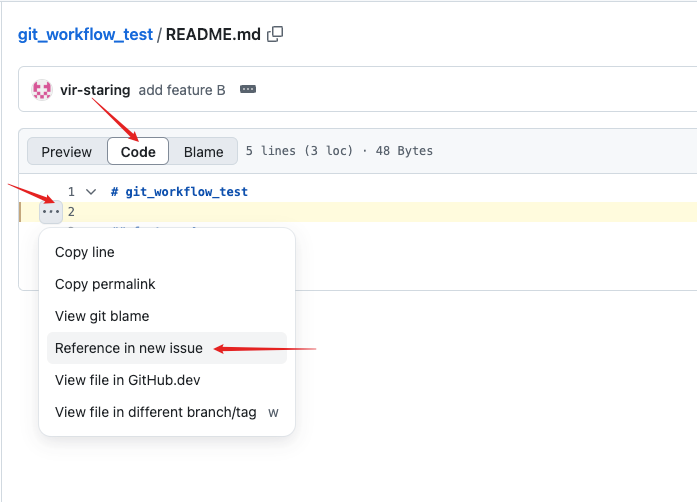 git_workflow_test / README.md
vir-staring add feature B
Preview Code Blame 5 lines (3 loc) · 48 Bytes
1 # git_workflow_test
2
Copy line
Copy permalink
View git blame
Reference in new issue
View file in GitHub.dev
View file in different branch/tag w